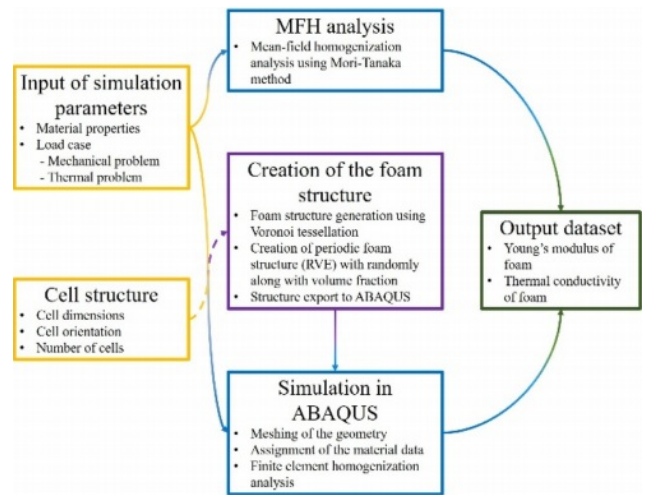 MFH analysis
• Mean-field homogenization
analysis using Mori-Tanaka
method
Input of simulation
parameters
• Material properties
• Load case
- Mechanical problem
- Thermal problem
Creation of the foam
structure
• Foam structure generation using
Voronoi tessellation
• Creation of periodic foam
structure (RVE) with randomly
along with volume fraction
• Structure export to ABAQUS
Output dataset
• Young's modulus of
foam
• Thermal conductivity
of foam
Cell structure
• Cell dimensions
• Cell orientation
• Number of cells
Simulation in
ABAQUS
• Meshing of the geometry
• Assignment of the material data
• Finite element homogenization
analysis